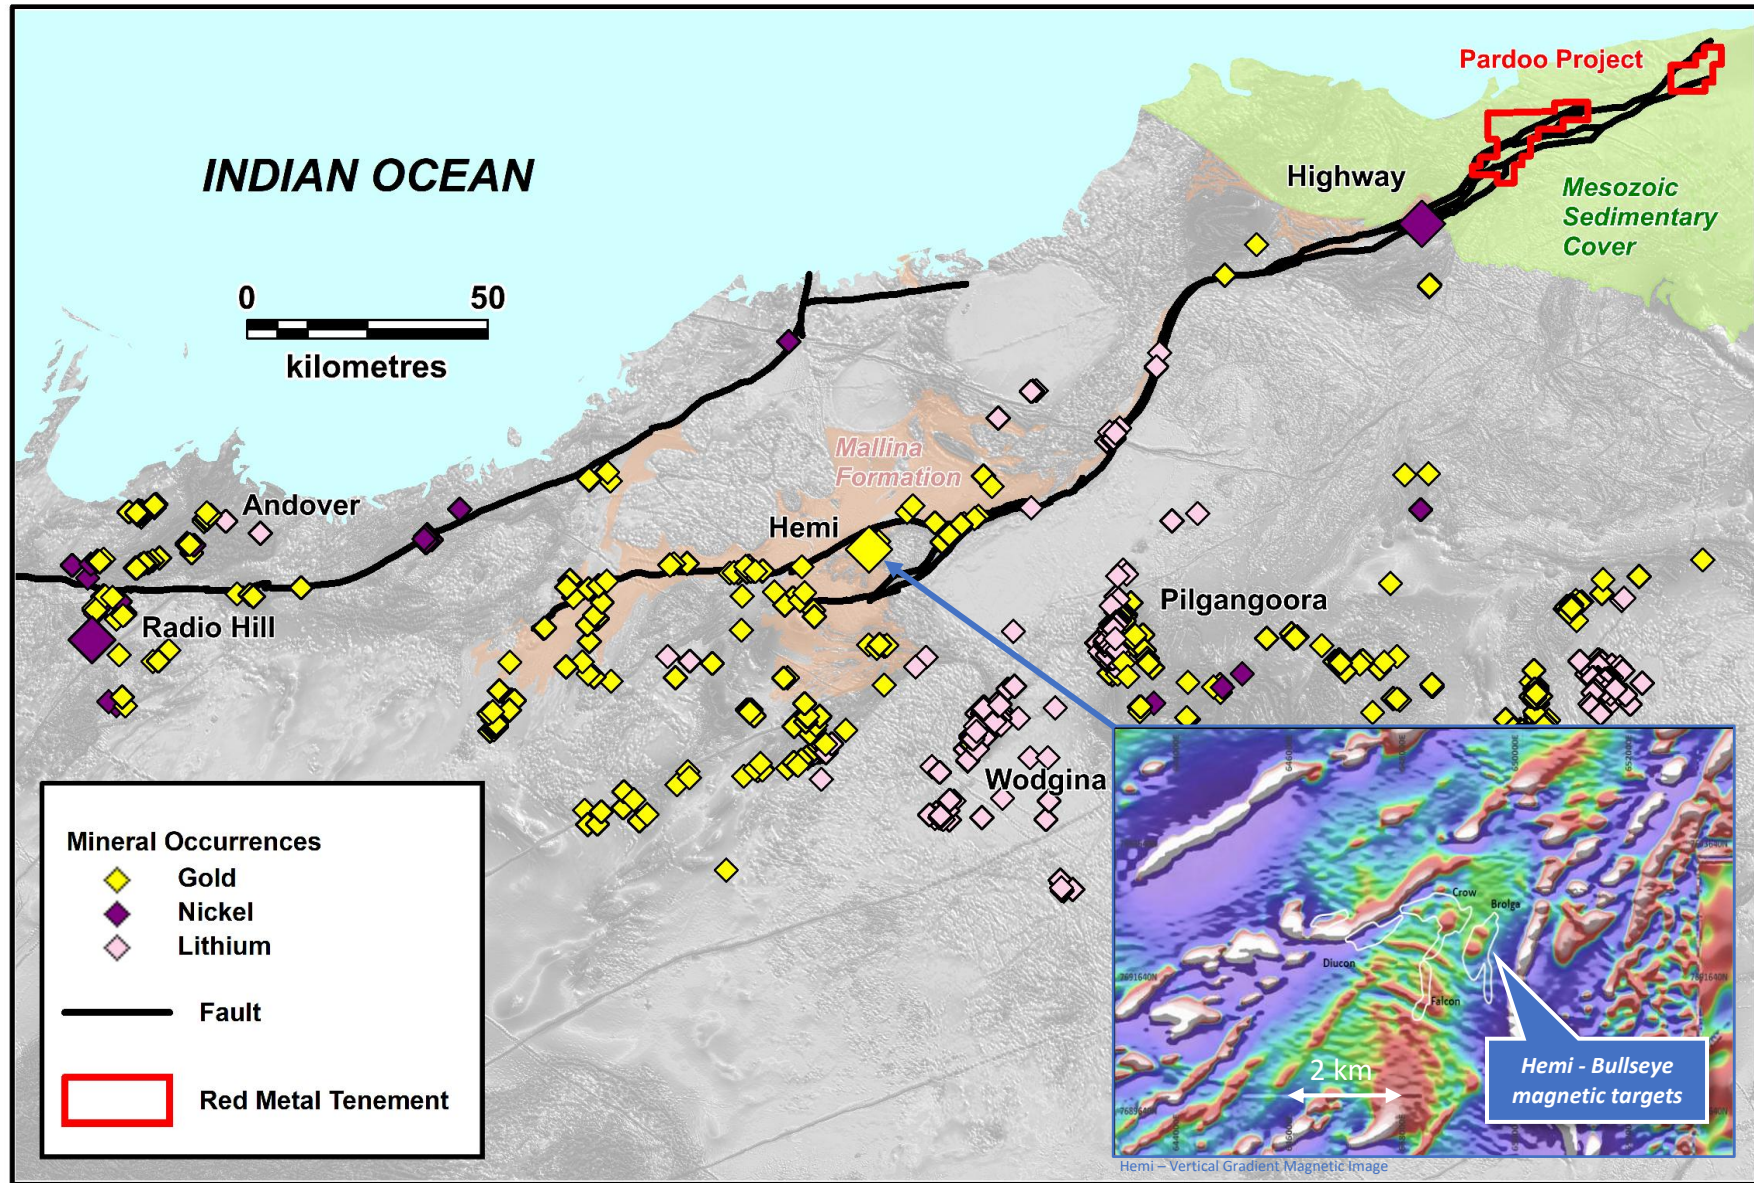 Pardoo Project
INDIAN OCEAN
Highway
Mesozoic
Sedimentary
Cover
0 50
kilometres
Mallina
Formation
Andover
Hemi
Radio Hill
Pilgangoora
Wodgina
Mineral Occurrences
Gold
Nickel
Lithium
Fault
Red Metal Tenement
Crow
Brolga
Diucon
Falcon
7691640N
2 km
Hemi - Bullseye
magnetic targets
Hemi – Vertical Gradient Magnetic Image